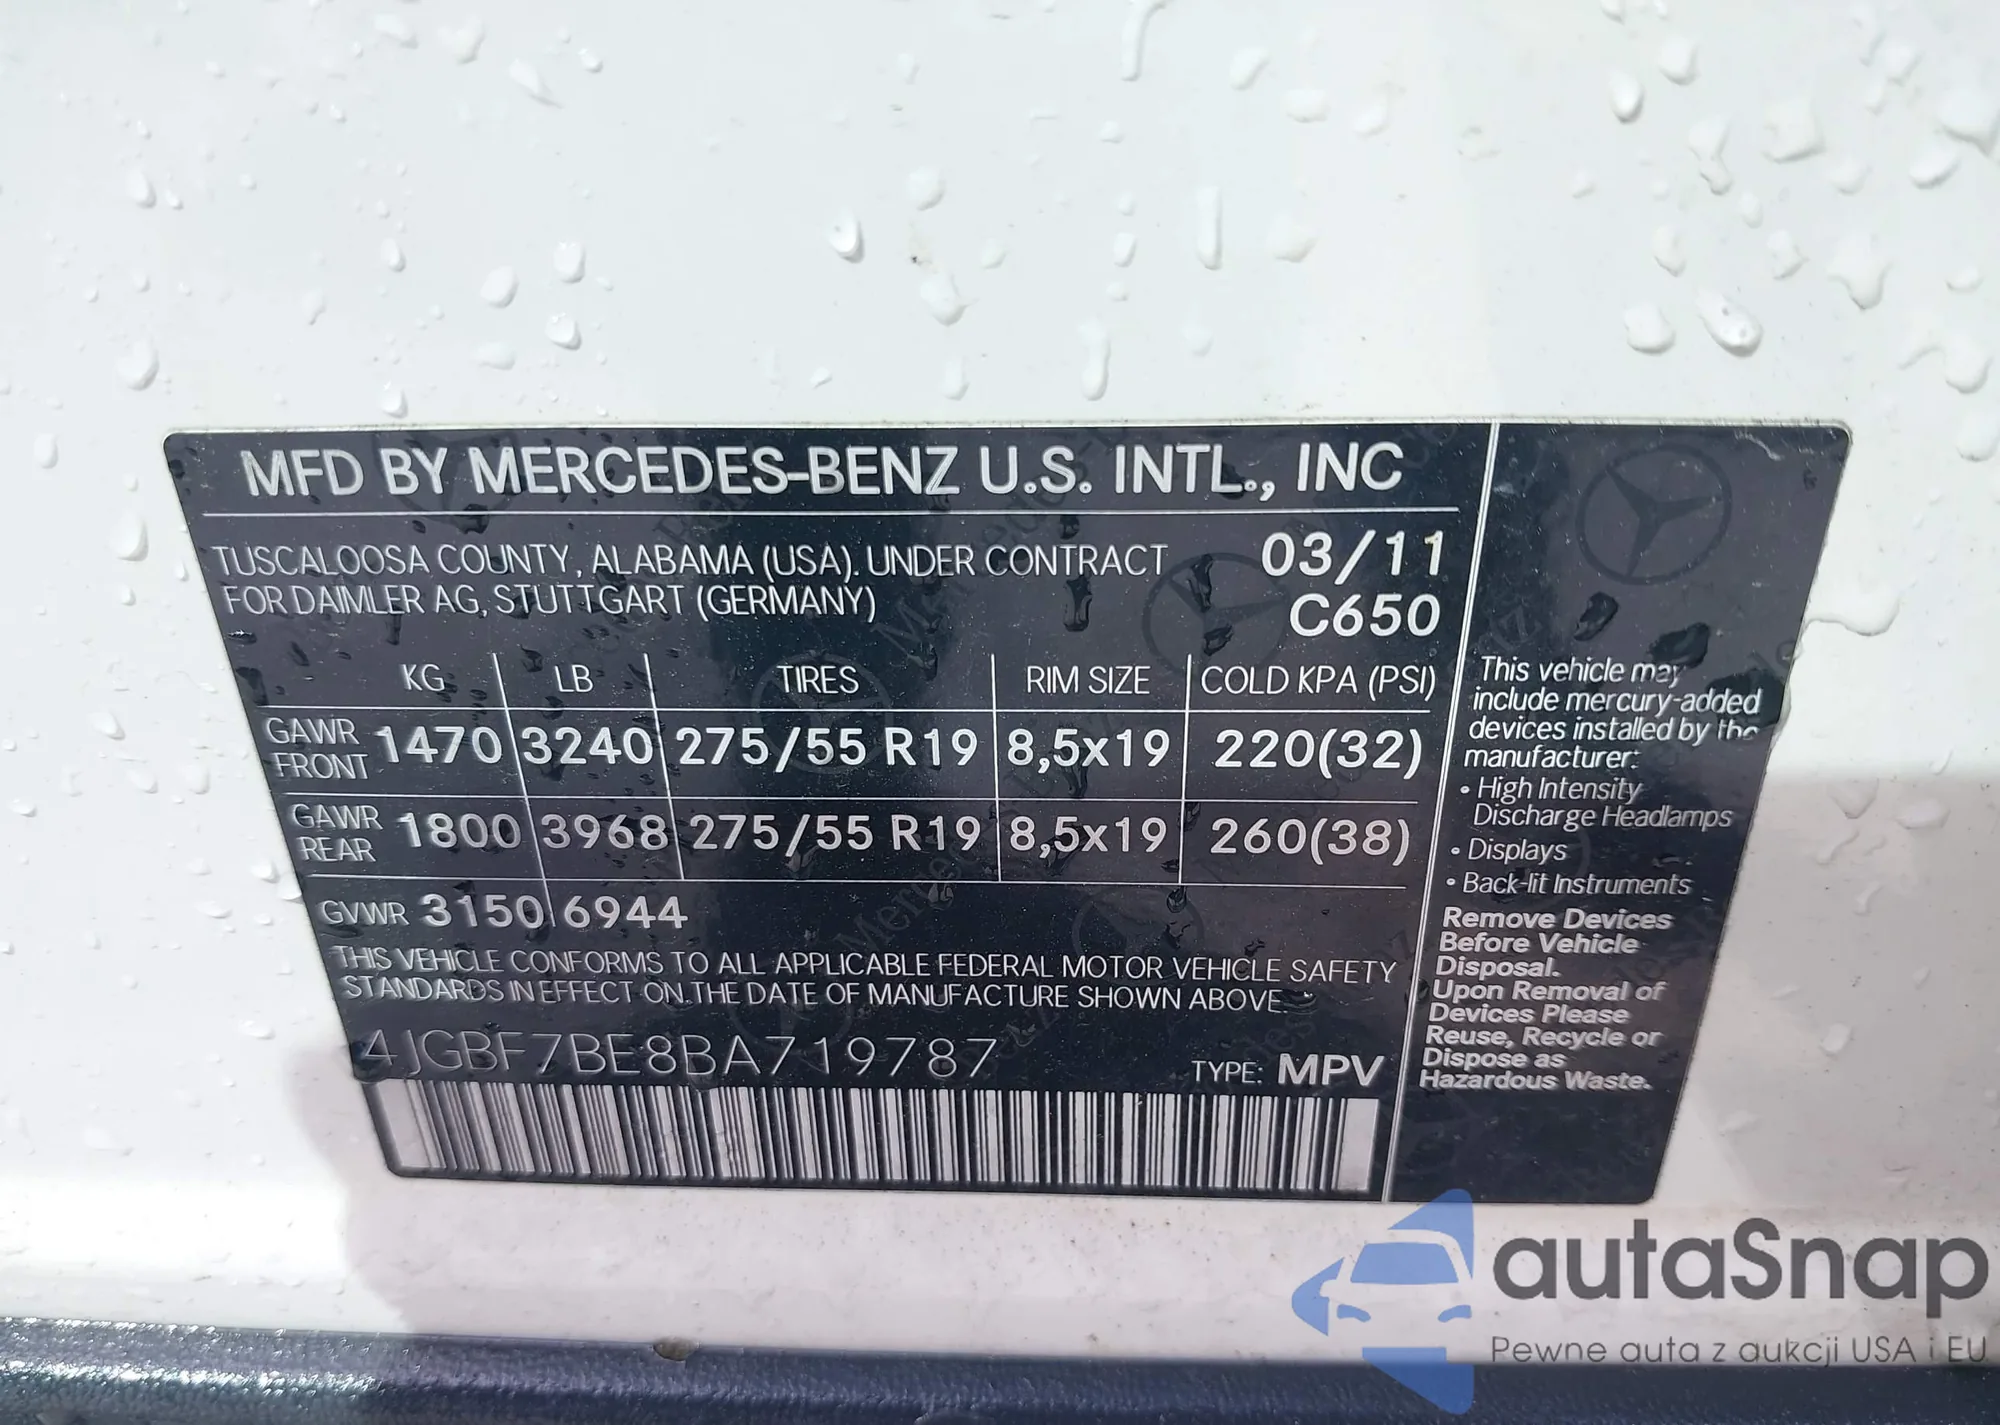 MFD BY MERCEDES-BENZ U.S. INTL., INC
TUSCALOOSA COUNTY, ALABAMA (USA). UNDER CONTRACT
FOR DAIMLER AG, STUTTGART (GERMANY)
03/11
C650
KG LB TIRES RIM SIZE COLD KPA (PSI)
GAWR FRONT 1470 3240 275/55 R19 8,5x19 220(32)
GAWR REAR 1800 3968 275/55 R19 8,5x19 260(38)
GVWR 3150 6944
THIS VEHICLE CONFORMS TO ALL APPLICABLE FEDERAL MOTOR VEHICLE SAFETY
STANDARDS IN EFFECT ON THE DATE OF MANUFACTURE SHOWN ABOVE.
4JGBF7BE8BA719787
TYPE: MPV
This vehicle may
include mercury-added
devices installed by the
manufacturer:
• High Intensity
Discharge Headlamps
• Displays
• Back-lit Instruments
Remove Devices
Before Vehicle
Disposal.
Upon Removal of
Devices Please
Reuse, Recycle or
Dispose as
Hazardous Waste.
autaSnap
Pewne auta z aukcji USA i EU